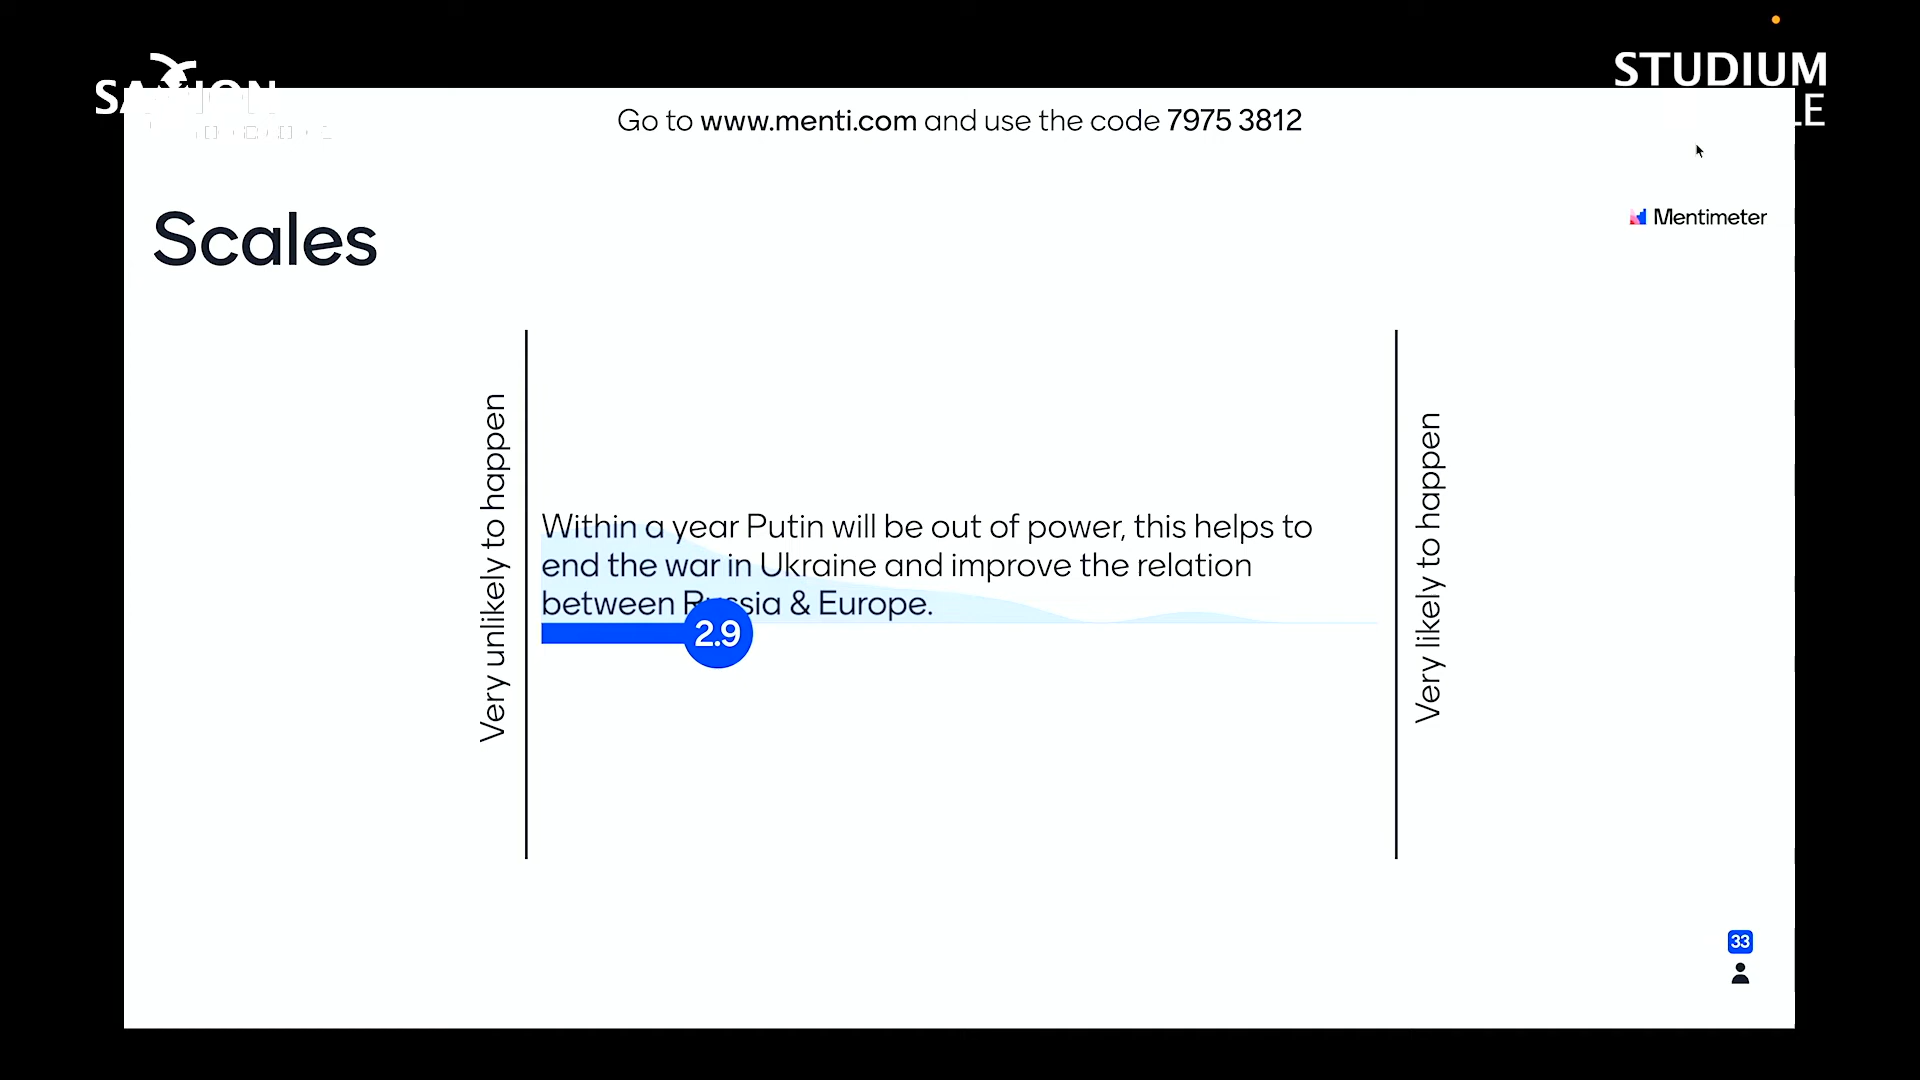 STUDIUM
Go to www.menti.com and use the code 7975 3812
Scales
Mentimeter
Very unlikely to happen
Within a year Putin will be out of power, this helps to
end the war in Ukraine and improve the relation
between Russia & Europe.
2.9
Very likely to happen
33